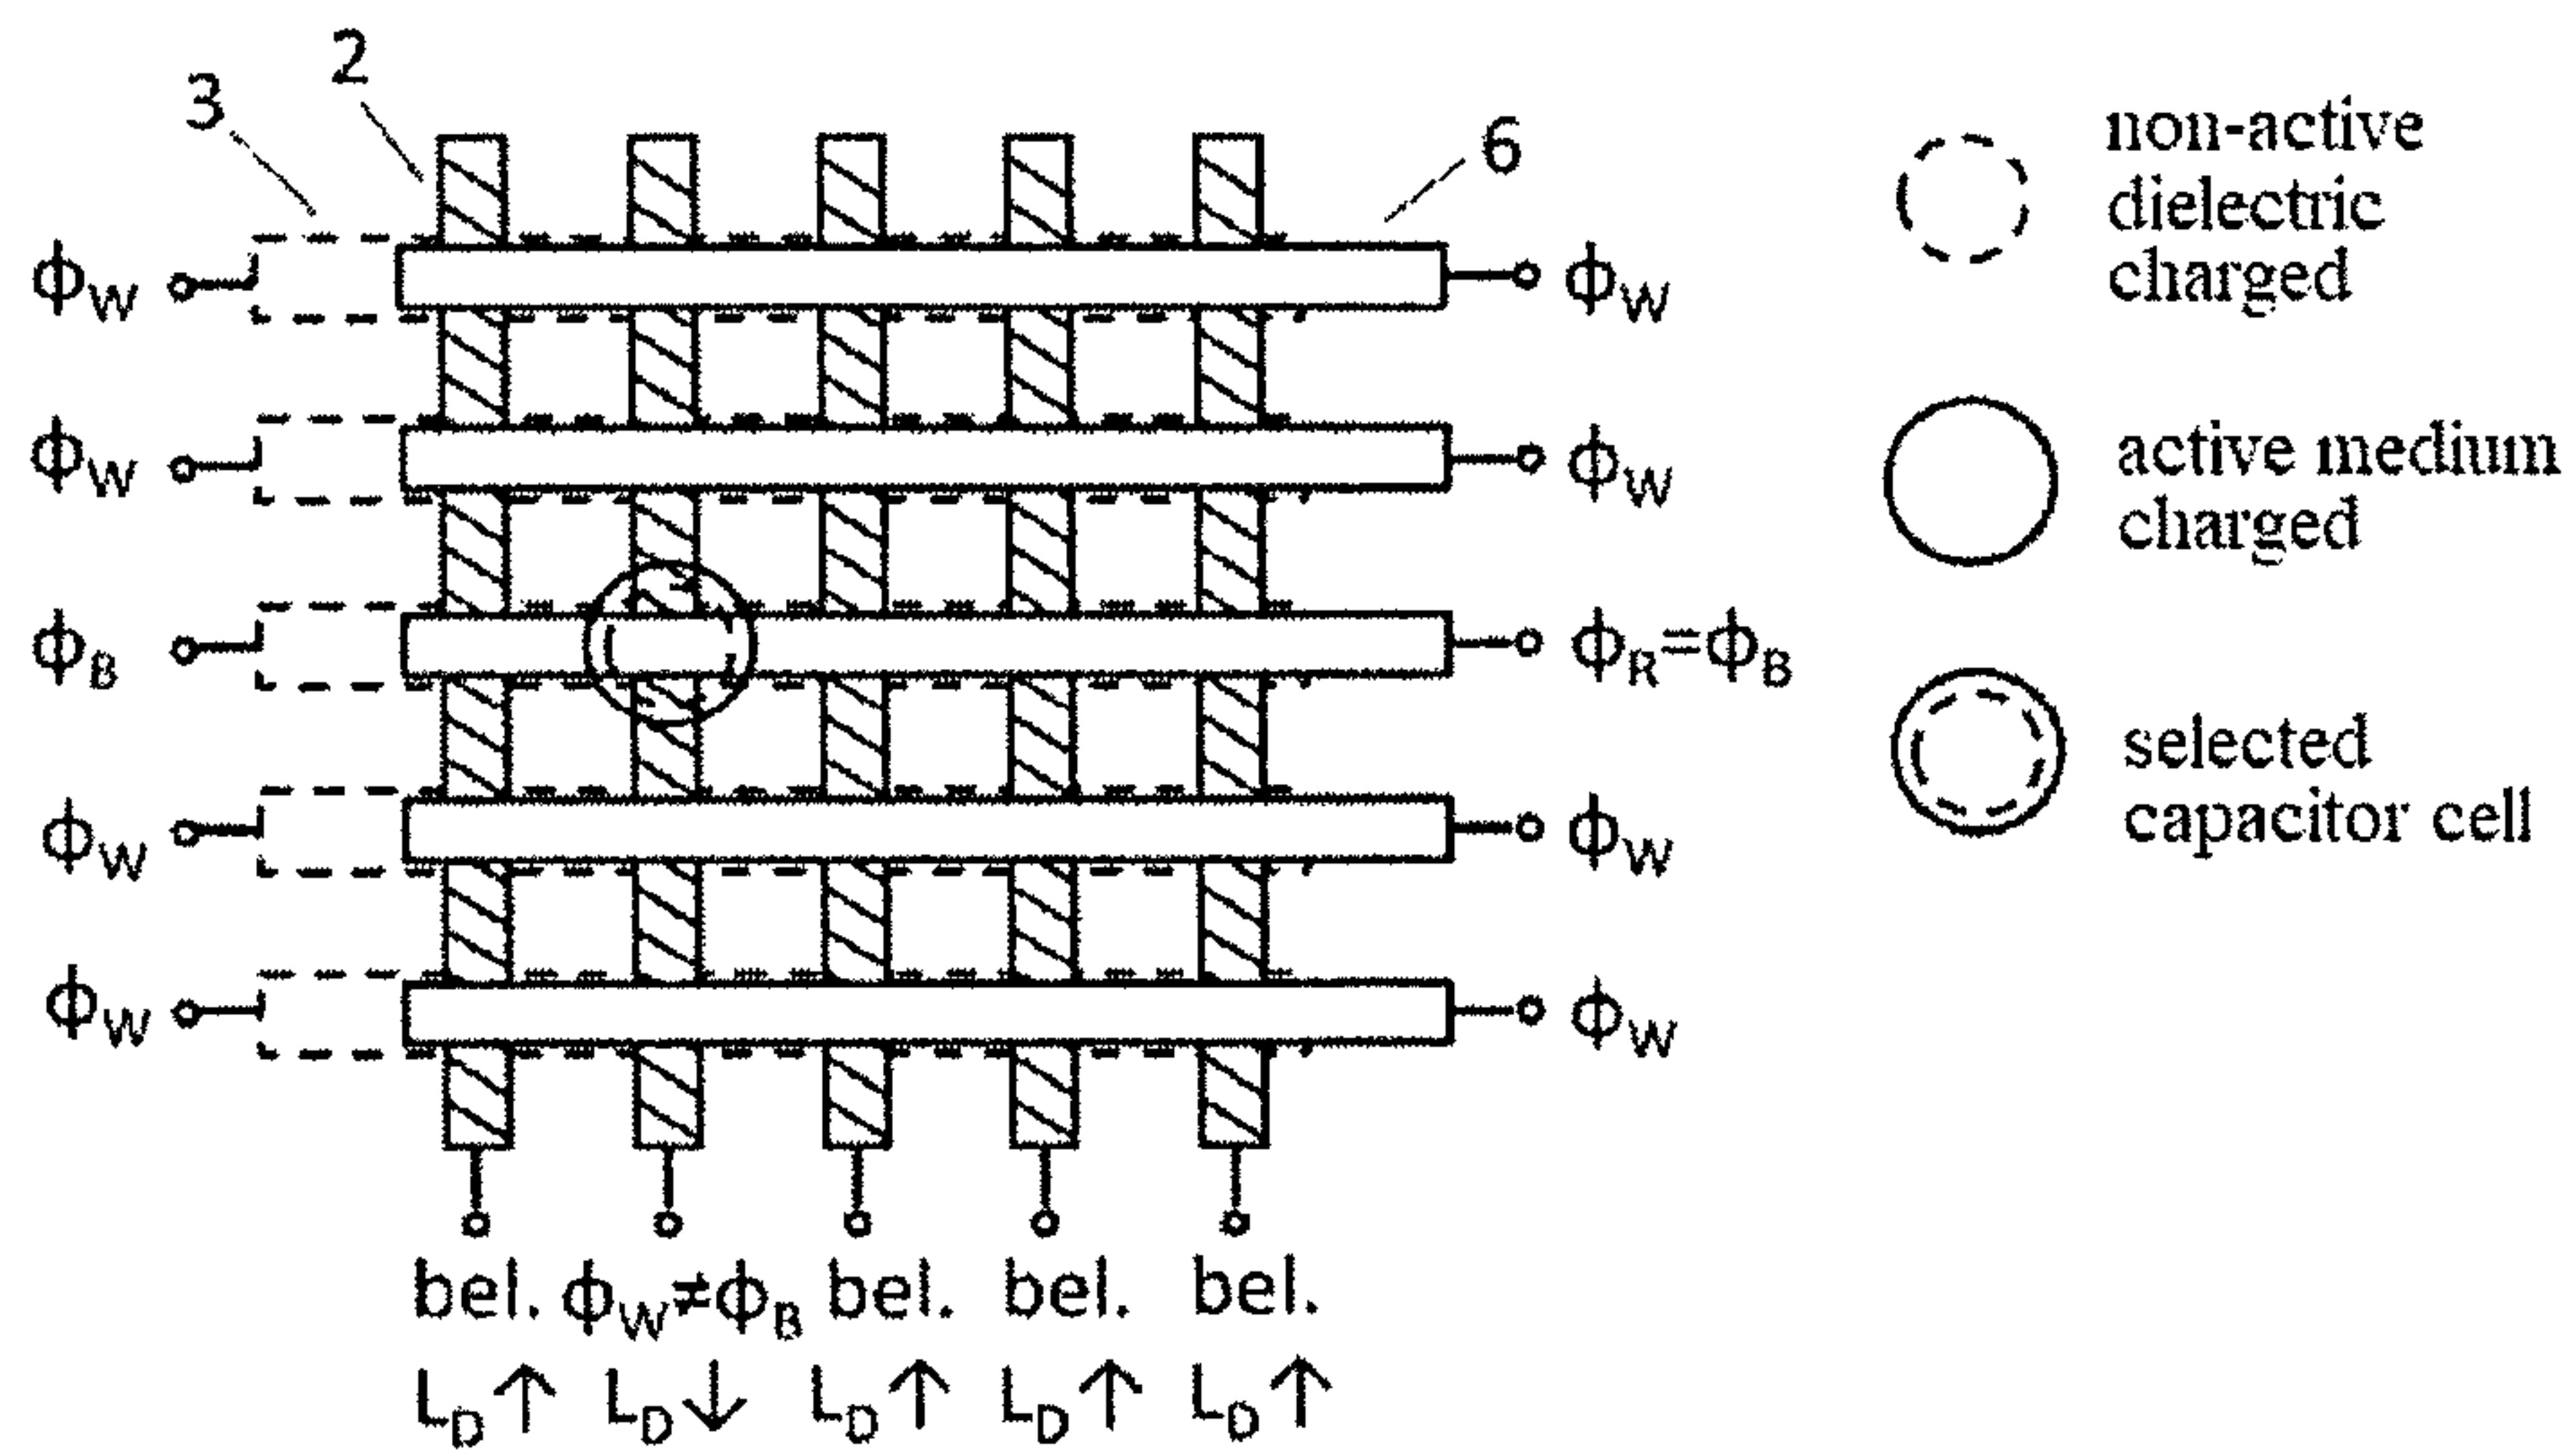 3 2 6
ϕW ϕW
ϕW ϕW
ϕB ϕR=ϕB
ϕW ϕW
ϕW ϕW
bel. ϕW≠ϕB bel. bel. bel.
LD↑ LD↓ LD↑ LD↑ LD↑
non-active
dielectric
charged
active medium
charged
selected
capacitor cell